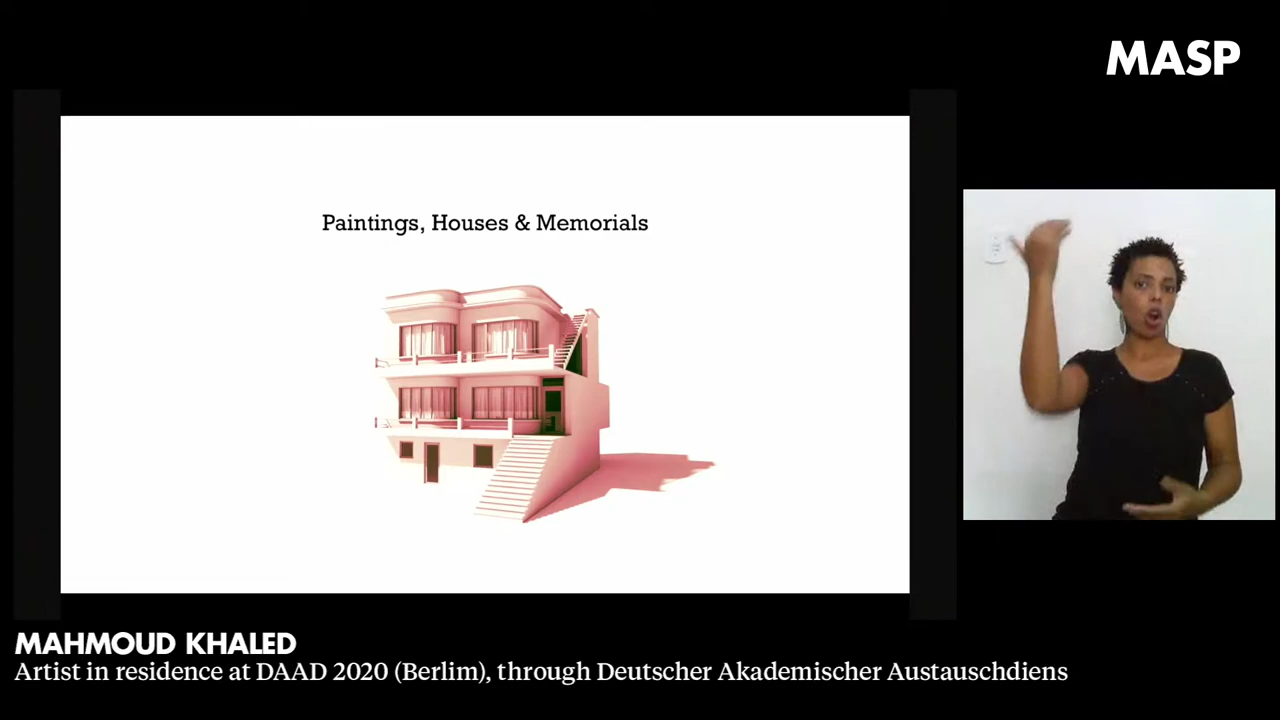 MASP
Paintings, Houses & Memorials
MAHMOUD KHALED
Artist in residence at DAAD 2020 (Berlim), through Deutscher Akademischer Austauschdiens